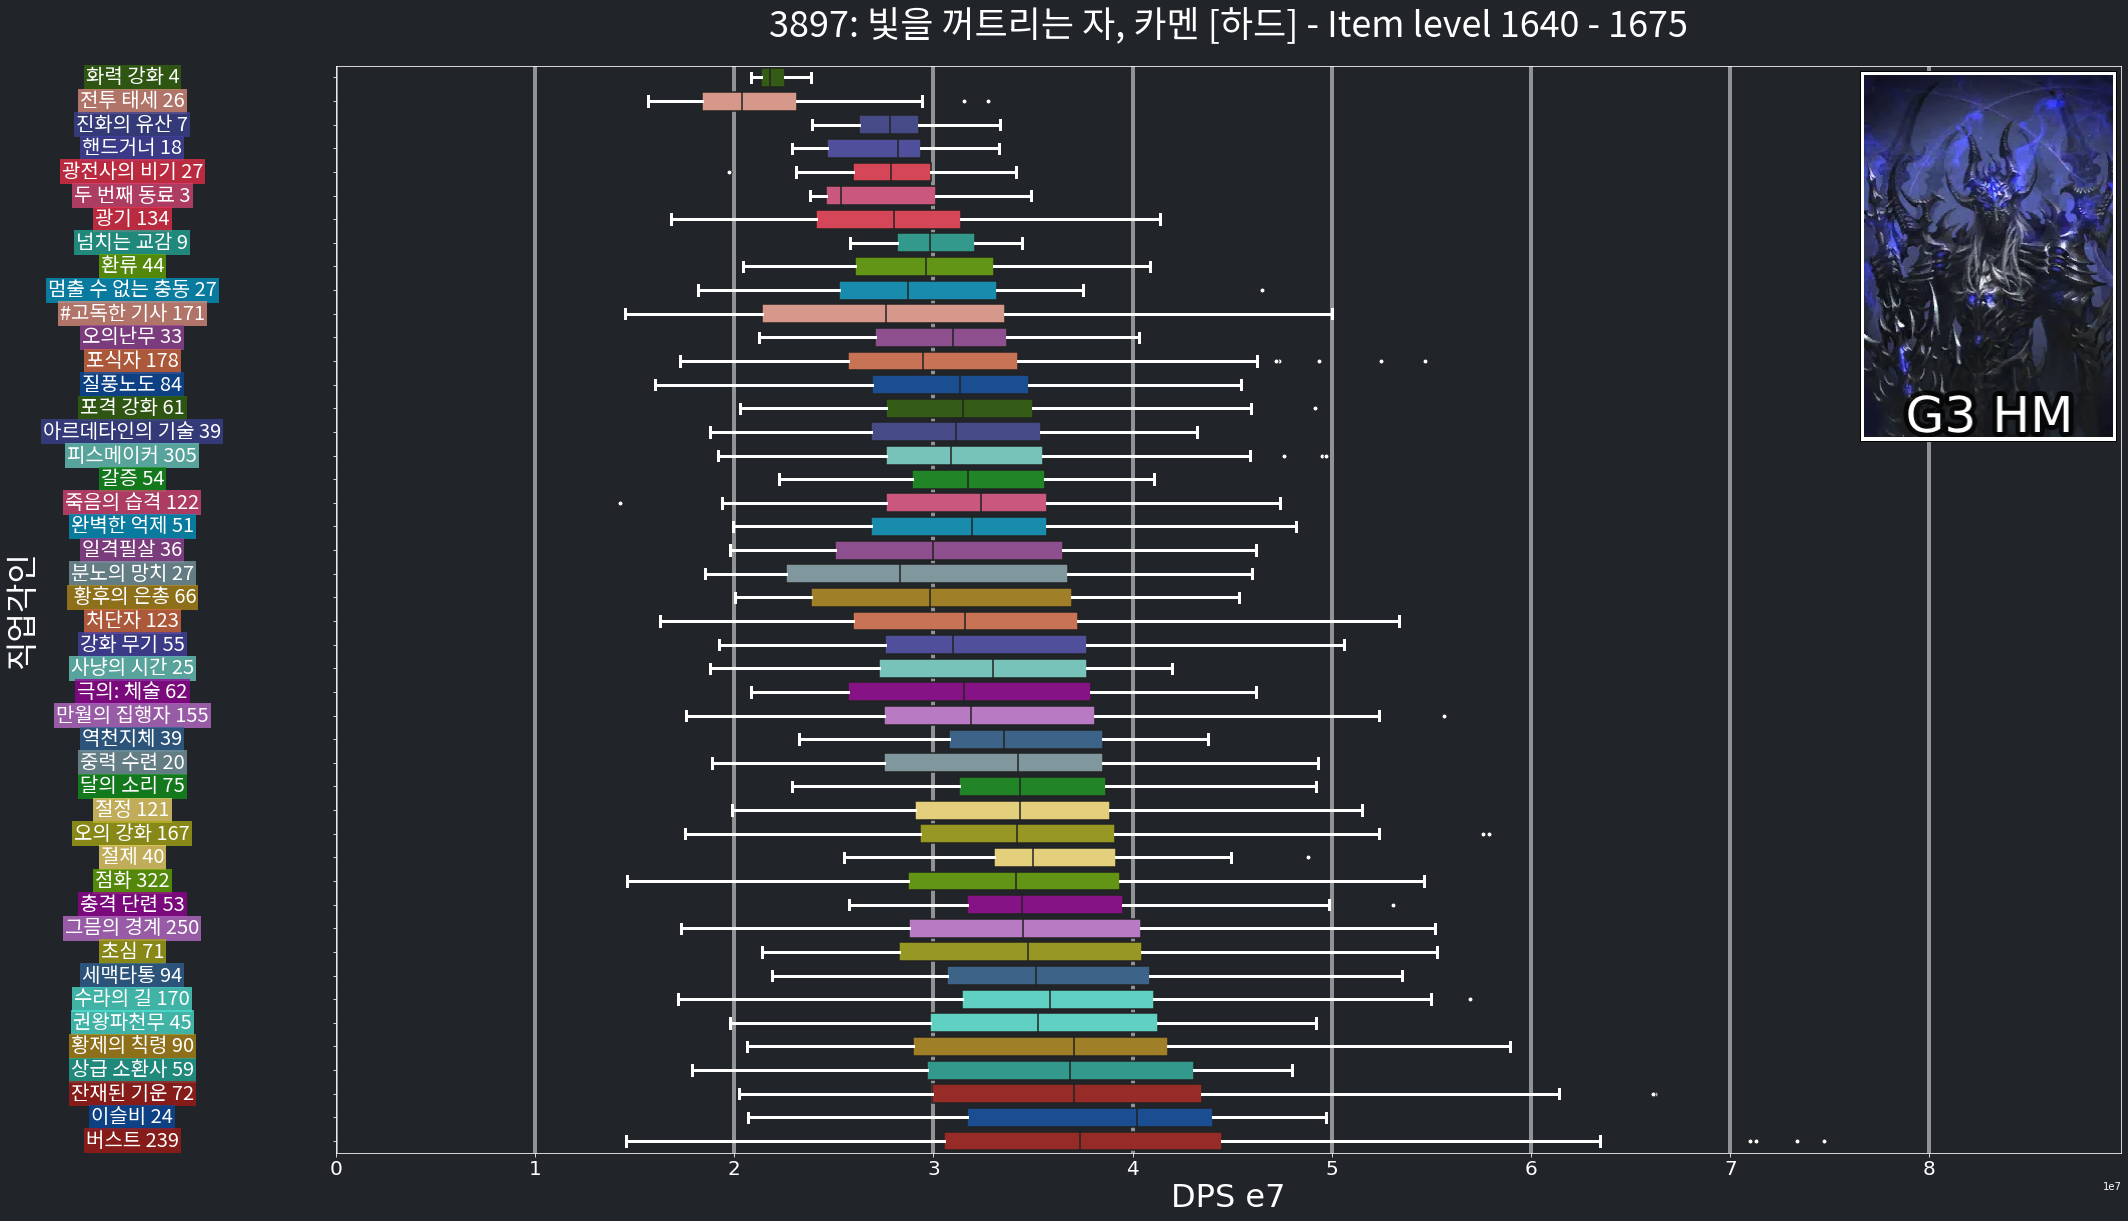 3897: 빛을 꺼트리는 자, 카멘 [하드] - Item level 1640 - 1675
화력 강화 4
전투 태세 26
진화의 유산 7
핸드거너 18
광전사의 비기 27
두 번째 동료 3
광기 134
넘치는 교감 9
환류 44
멈출 수 없는 충동 27
#고독한 기사 171
오의난무 33
포식자 178
질풍노도 84
포격 강화 61
아르데타인의 기술 39
피스메이커 305
갈증 54
죽음의 습격 122
완벽한 억제 51
일격필살 36
분노의 망치 27
황후의 은총 66
처단자 123
강화 무기 55
사냥의 시간 25
극의: 체술 62
만월의 집행자 155
역천지체 39
중력 수련 20
달의 소리 75
절정 121
오의 강화 167
절제 40
점화 322
충격 단련 53
그믐의 경계 250
초심 71
세맥타통 94
수라의 길 170
권왕파천무 45
황제의 칙령 90
상급 소환사 59
잔재된 기운 72
이슬비 24
버스트 239
직업각인
G3 HM
0 1 2 3 4 5 6 7 8
1e7
DPS e7